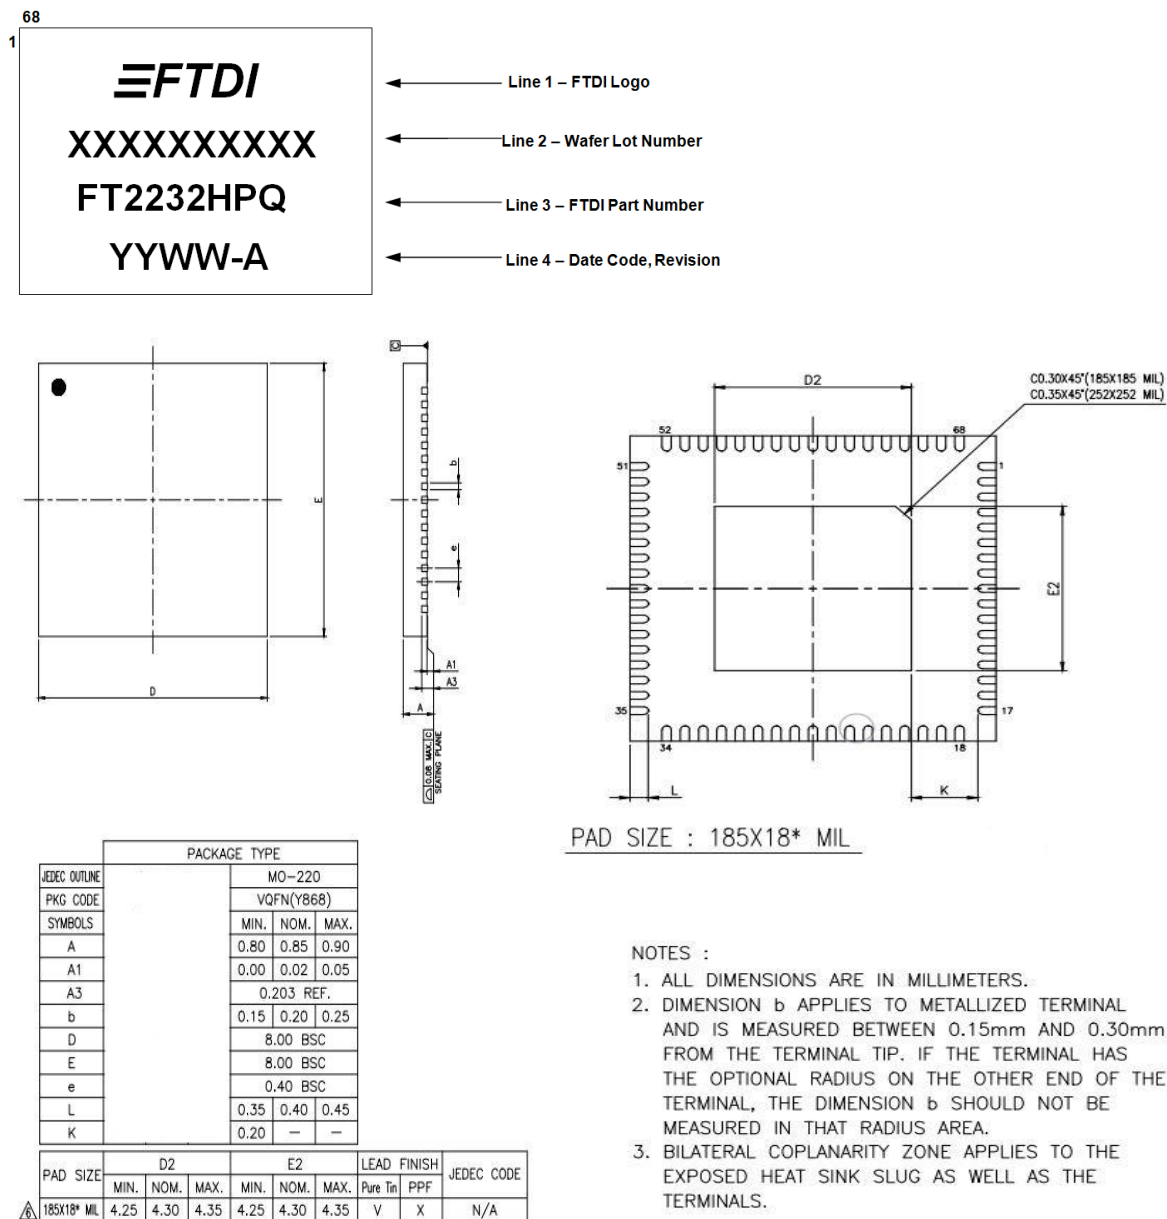 68
1
FTDI
XXXXXXXXXX
FT2232HPQ
YYWW-A
Line 1 – FTDI Logo
Line 2 – Wafer Lot Number
Line 3 – FTDI Part Number
Line 4 – Date Code, Revision
D
E
C
b
e
A1
A3
A
0.08 MAX. C
SEATING PLANE
D2
C0.30X45°(185X185 MIL)
C0.35X45°(252X252 MIL)
52
68
51
1
E2
35
17
34
18
L
K
PAD SIZE : 185X18* MIL
PACKAGE TYPE
JEDEC OUTLINE MO-220
PKG CODE VQFN(Y868)
SYMBOLS MIN. NOM. MAX.
A 0.80 0.85 0.90
A1 0.00 0.02 0.05
A3 0.203 REF.
b 0.15 0.20 0.25
D 8.00 BSC
E 8.00 BSC
e 0.40 BSC
L 0.35 0.40 0.45
K 0.20 — —
PAD SIZE D2 E2 LEAD FINISH JEDEC CODE
MIN. NOM. MAX. MIN. NOM. MAX. Pure Tin PPF
6 185X18* MIL 4.25 4.30 4.35 4.25 4.30 4.35 V X N/A
NOTES :
1. ALL DIMENSIONS ARE IN MILLIMETERS.
2. DIMENSION b APPLIES TO METALLIZED TERMINAL
AND IS MEASURED BETWEEN 0.15mm AND 0.30mm
FROM THE TERMINAL TIP. IF THE TERMINAL HAS
THE OPTIONAL RADIUS ON THE OTHER END OF THE
TERMINAL, THE DIMENSION b SHOULD NOT BE
MEASURED IN THAT RADIUS AREA.
3. BILATERAL COPLANARITY ZONE APPLIES TO THE
EXPOSED HEAT SINK SLUG AS WELL AS THE
TERMINALS.